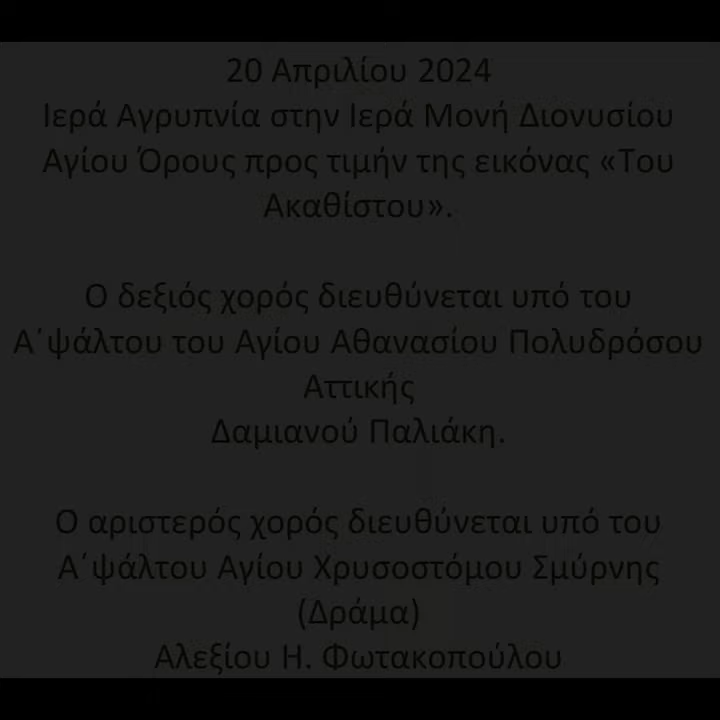 20 Απριλίου 2024
Ιερά Αγρυπνία στην Ιερά Μονή Διονυσίου
Αγίου Όρους προς τιμήν της εικόνας «Του
Ακαθίστου».
Ο δεξιός χορός διευθύνεται υπό του
Α΄ψάλτου του Αγίου Αθανασίου Πολυδρόσου
Αττικής
Δαμιανού Παλιάκη.
Ο αριστερός χορός διευθύνεται υπό του
Α΄ψάλτου Αγίου Χρυσοστόμου Σμύρνης
(Δράμα)
Αλεξίου Η. Φωτακοπούλου